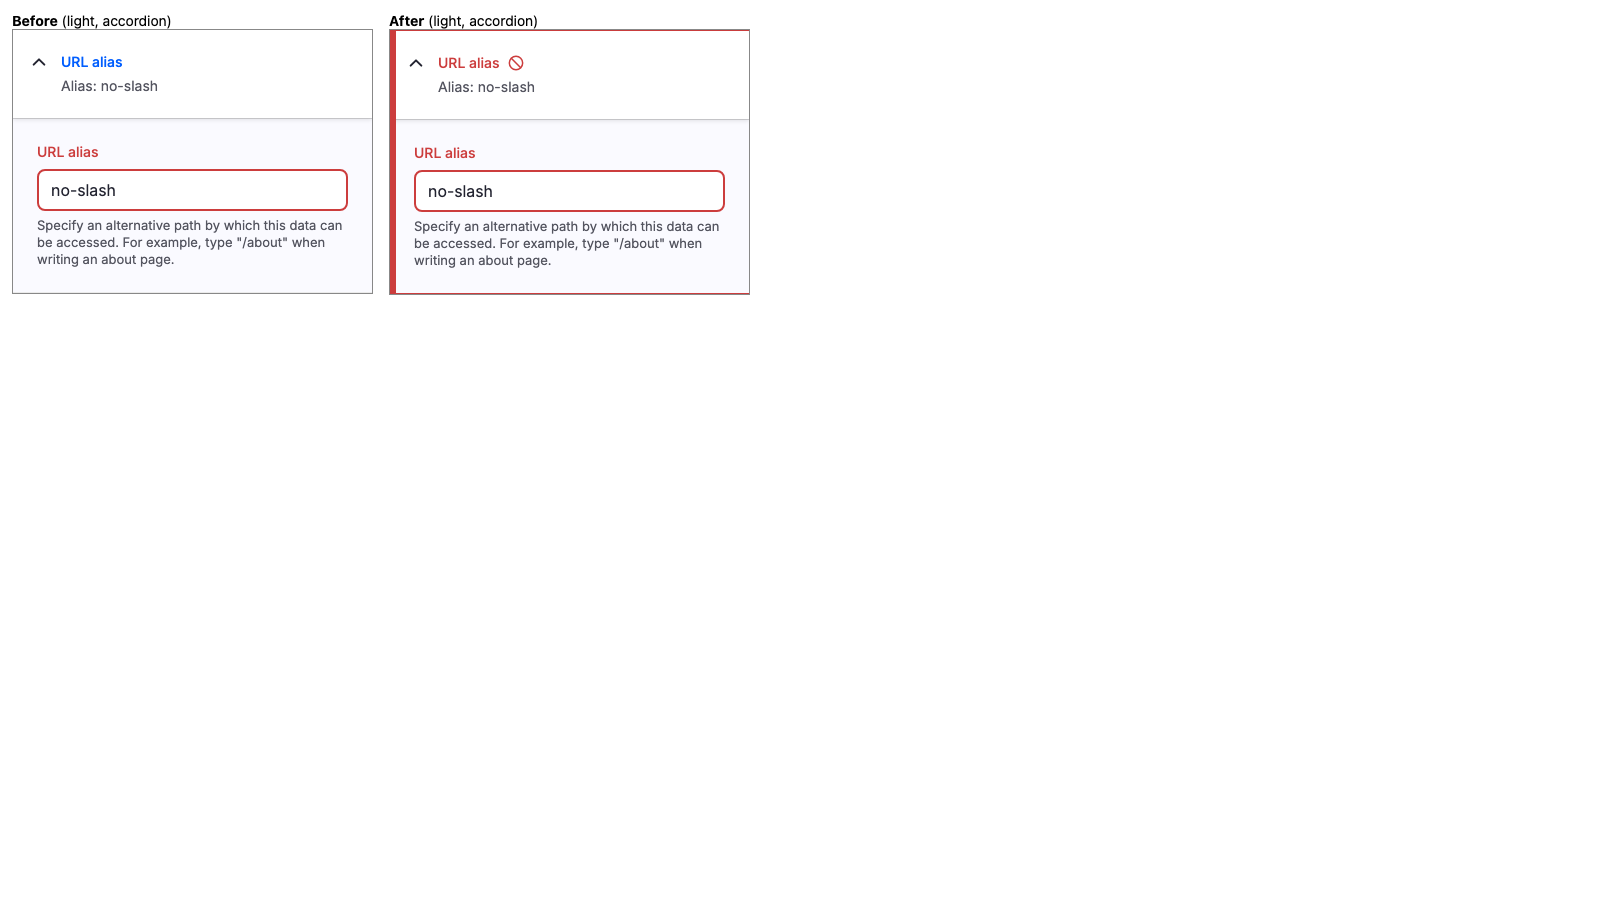 Before (light, accordion)
URL alias
Alias: no-slash
URL alias
no-slash
Specify an alternative path by which this data can
be accessed. For example, type "/about" when
writing an about page.
After (light, accordion)
URL alias
Alias: no-slash
URL alias
no-slash
Specify an alternative path by which this data can
be accessed. For example, type "/about" when
writing an about page.